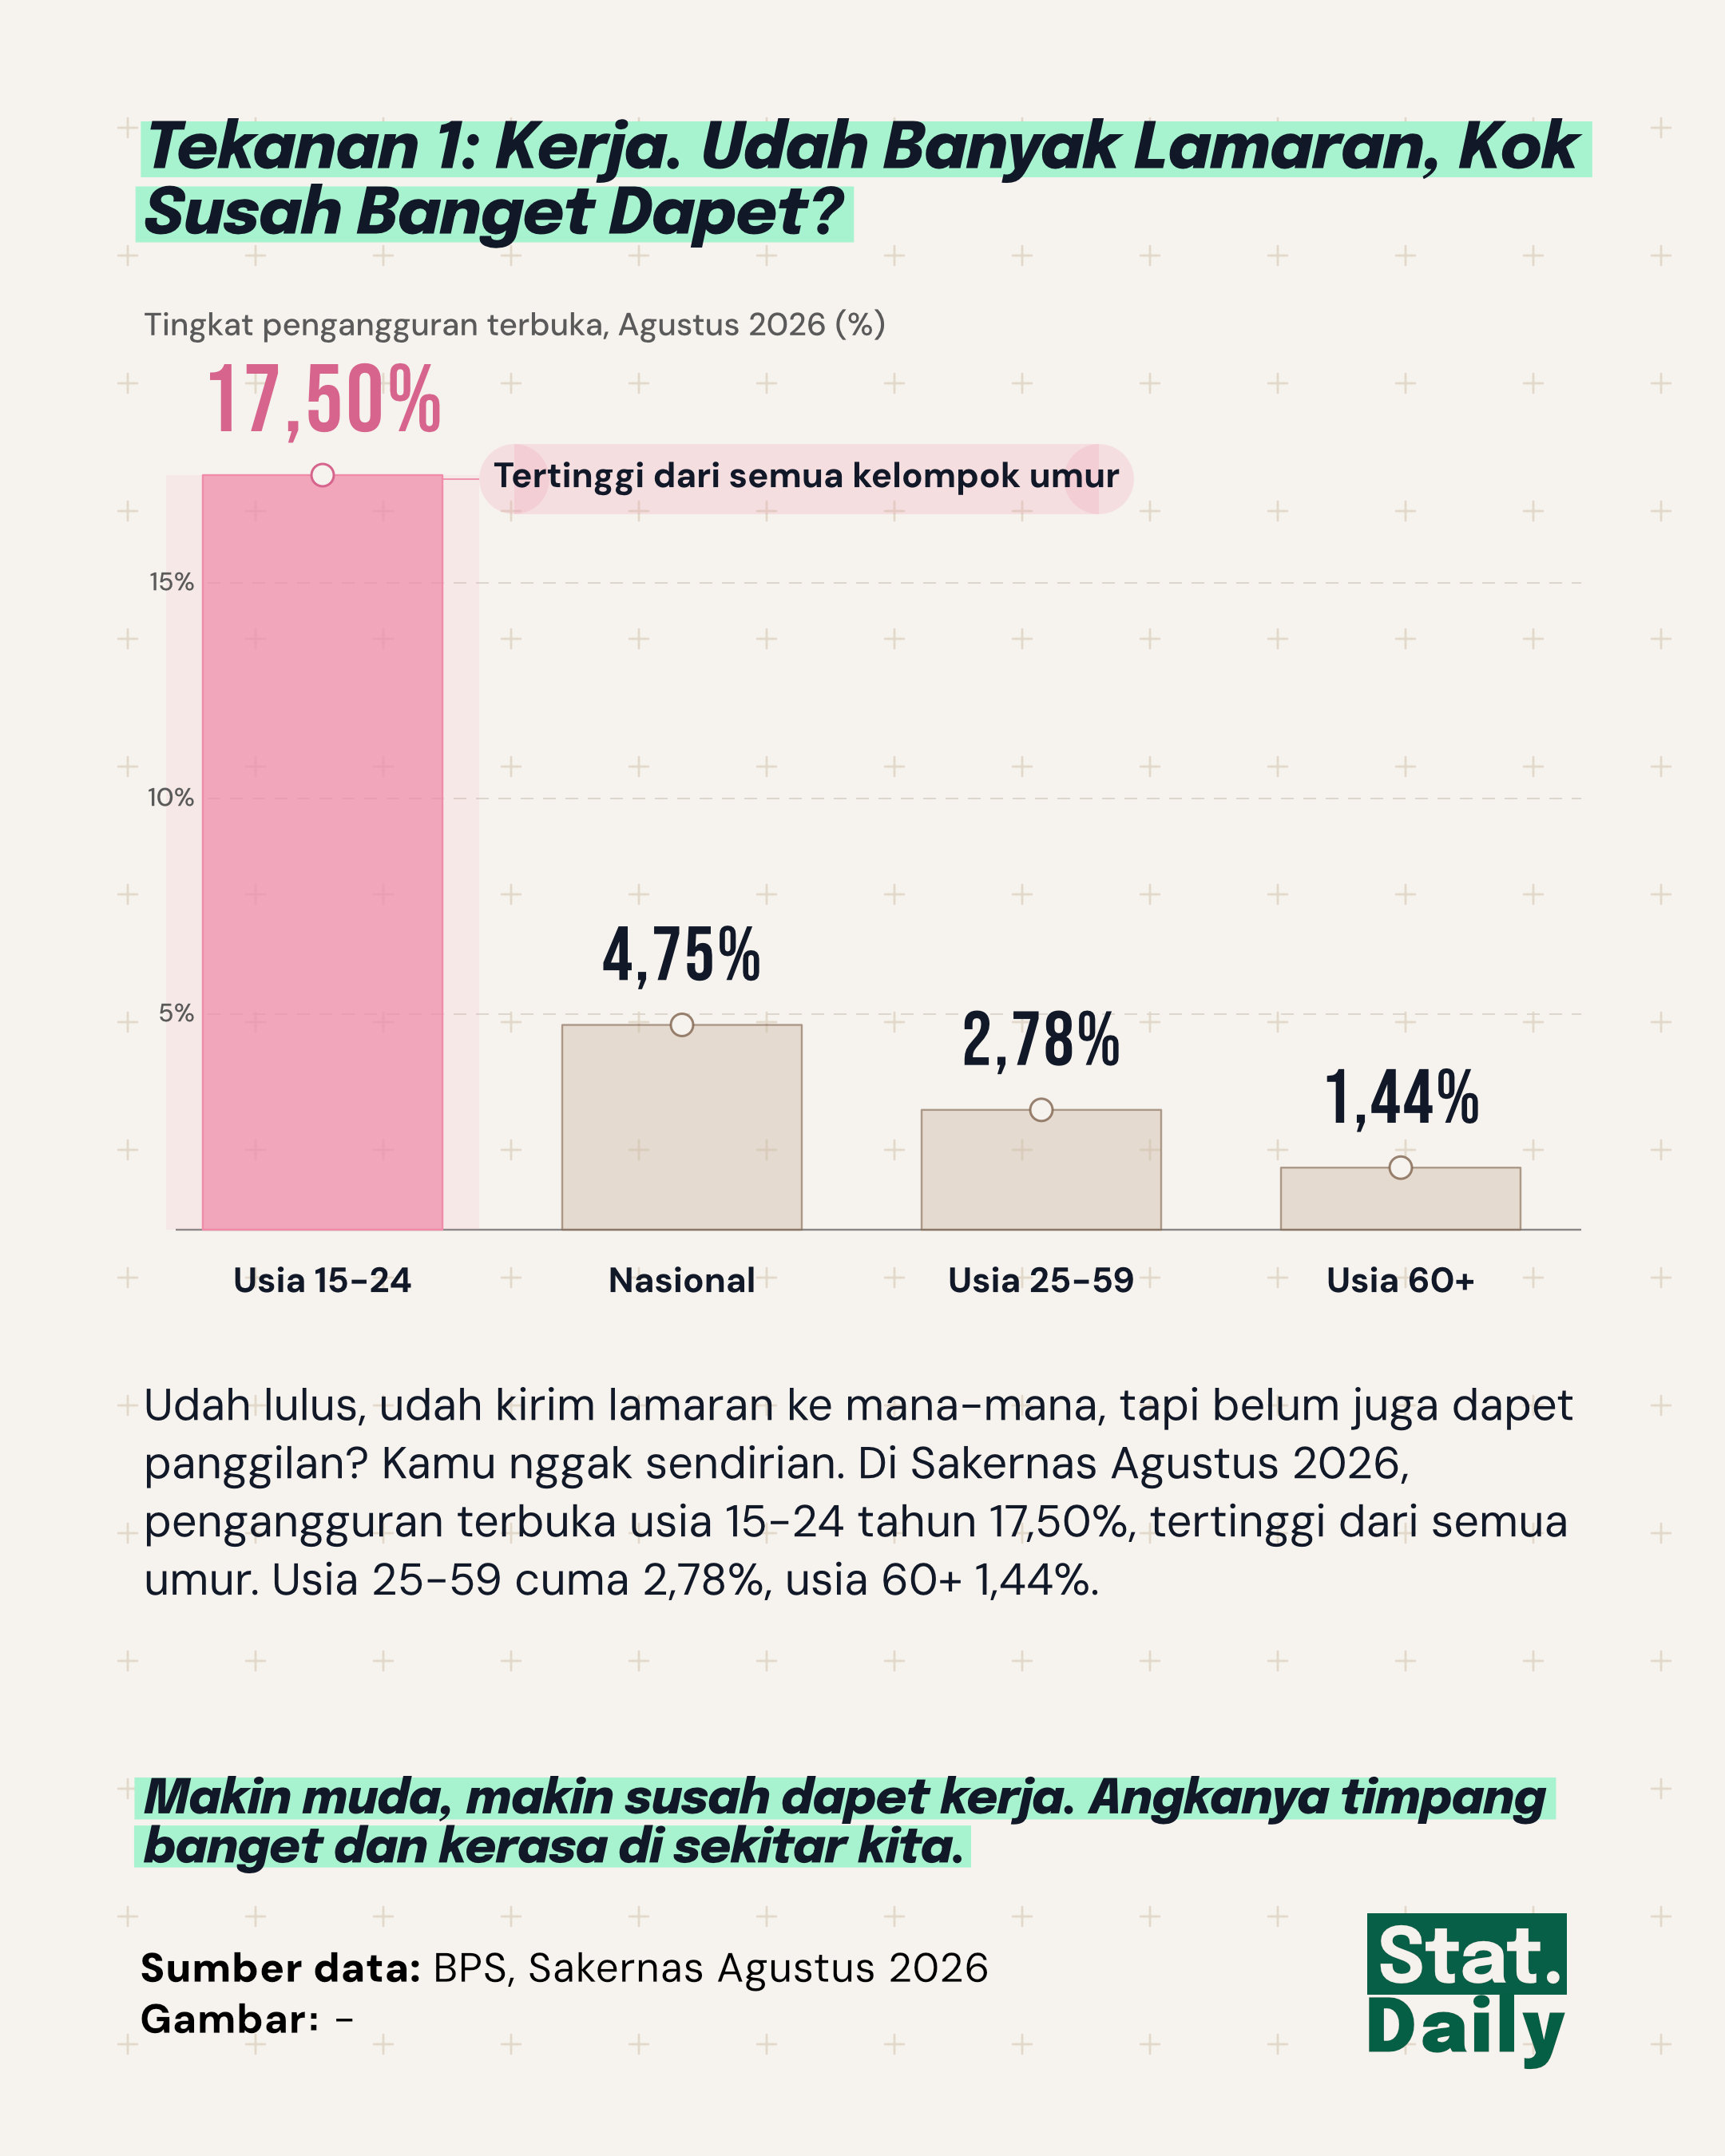 Tekanan 1: Kerja. Udah Banyak Lamaran, Kok
Susah Banget Dapet?
Tingkat pengangguran terbuka, Agustus 2026 (%)
17,50%
Tertinggi dari semua kelompok umur
15%
10%
5%
4,75%
2,78%
1,44%
Usia 15-24
Nasional
Usia 25-59
Usia 60+
Udah lulus, udah kirim lamaran ke mana-mana, tapi belum juga dapet
panggilan? Kamu nggak sendirian. Di Sakernas Agustus 2026,
pengangguran terbuka usia 15-24 tahun 17,50%, tertinggi dari semua
umur. Usia 25-59 cuma 2,78%, usia 60+ 1,44%.
Makin muda, makin susah dapet kerja. Angkanya timpang
banget dan kerasa di sekitar kita.
Sumber data: BPS, Sakernas Agustus 2026
Gambar: -
Stat.
Daily